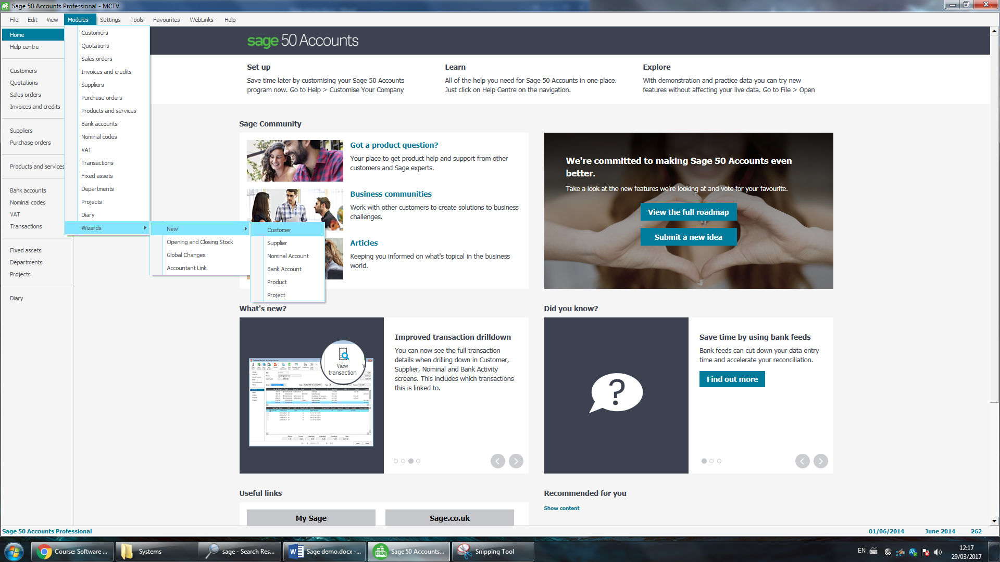 Sage 50 Accounts Professional - MCTV
File Edit View Modules Settings Tools Favourites WebLinks Help
Home
Help centre
Customers
Quotations
Sales orders
Invoices and credits
Suppliers
Purchase orders
Products and services
Bank accounts
Nominal codes
VAT
Transactions
Fixed assets
Departments
Projects
Diary
Customers
Quotations
Sales orders
Invoices and credits
Suppliers
Purchase orders
Products and services
Bank accounts
Nominal codes
VAT
Transactions
Fixed assets
Departments
Projects
Diary
Wizards
New
Opening and Closing Stock
Global Changes
Accountant Link
Customer
Supplier
Nominal Account
Bank Account
Product
Project
sage 50 Accounts
Set up
Save time later by customising your Sage 50 Accounts
program now. Go to Help > Customise Your Company
Learn
All of the help you need for Sage 50 Accounts in one place.
Just click on Help Centre on the navigation.
Explore
With demonstration and practice data you can try new
features without affecting your live data. Go to File > Open
Sage Community
Got a product question?
Your place to get product help and support from other
customers and Sage experts.
Business communities
Work with other customers to create solutions to business
challenges.
Articles
Keeping you informed on what's topical in the business
world.
We're committed to making Sage 50 Accounts even
better.
Take a look at the new features we're looking at and vote for your favourite.
View the full roadmap
Submit a new idea
What's new?
View
transaction
Improved transaction drilldown
You can now see the full transaction
details when drilling down in Customer,
Supplier, Nominal and Bank Activity
screens. This includes which transactions
this is linked to.
Did you know?
?
Save time by using bank feeds
Bank feeds can cut down your data entry
time and accelerate your reconciliation.
Find out more
Useful links
My Sage
Sage.co.uk
Recommended for you
Show content
Sage 50 Accounts Professional
01/06/2014 June 2014 262
Course: Software ...
Systems
sage - Search Res...
Sage demo.docx -...
Sage 50 Accounts...
Snipping Tool
EN
12:17
29/03/2017